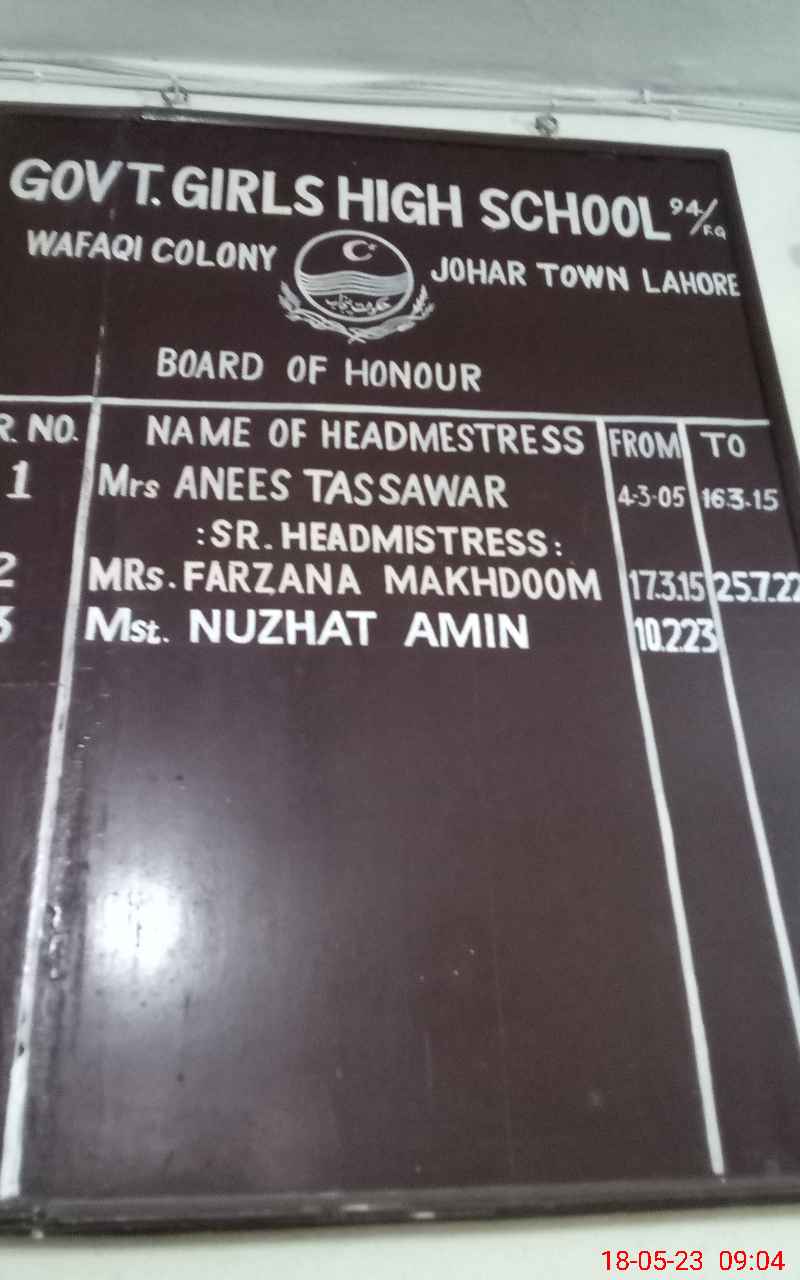 GOVT. GIRLS HIGH SCHOOL 94/F.Q
WAFAQI COLONY JOHAR TOWN LAHORE
حکومت پنجاب
BOARD OF HONOUR
R. NO. NAME OF HEADMESTRESS FROM TO
1 Mrs ANEES TASSAWAR 4-3-05 16.3.15
:SR. HEADMISTRESS:
2 MRs. FARZANA MAKHDOOM 17.3.15 25.7.22
3 Mst. NUZHAT AMIN 10.2.23
18-05-23 09:04